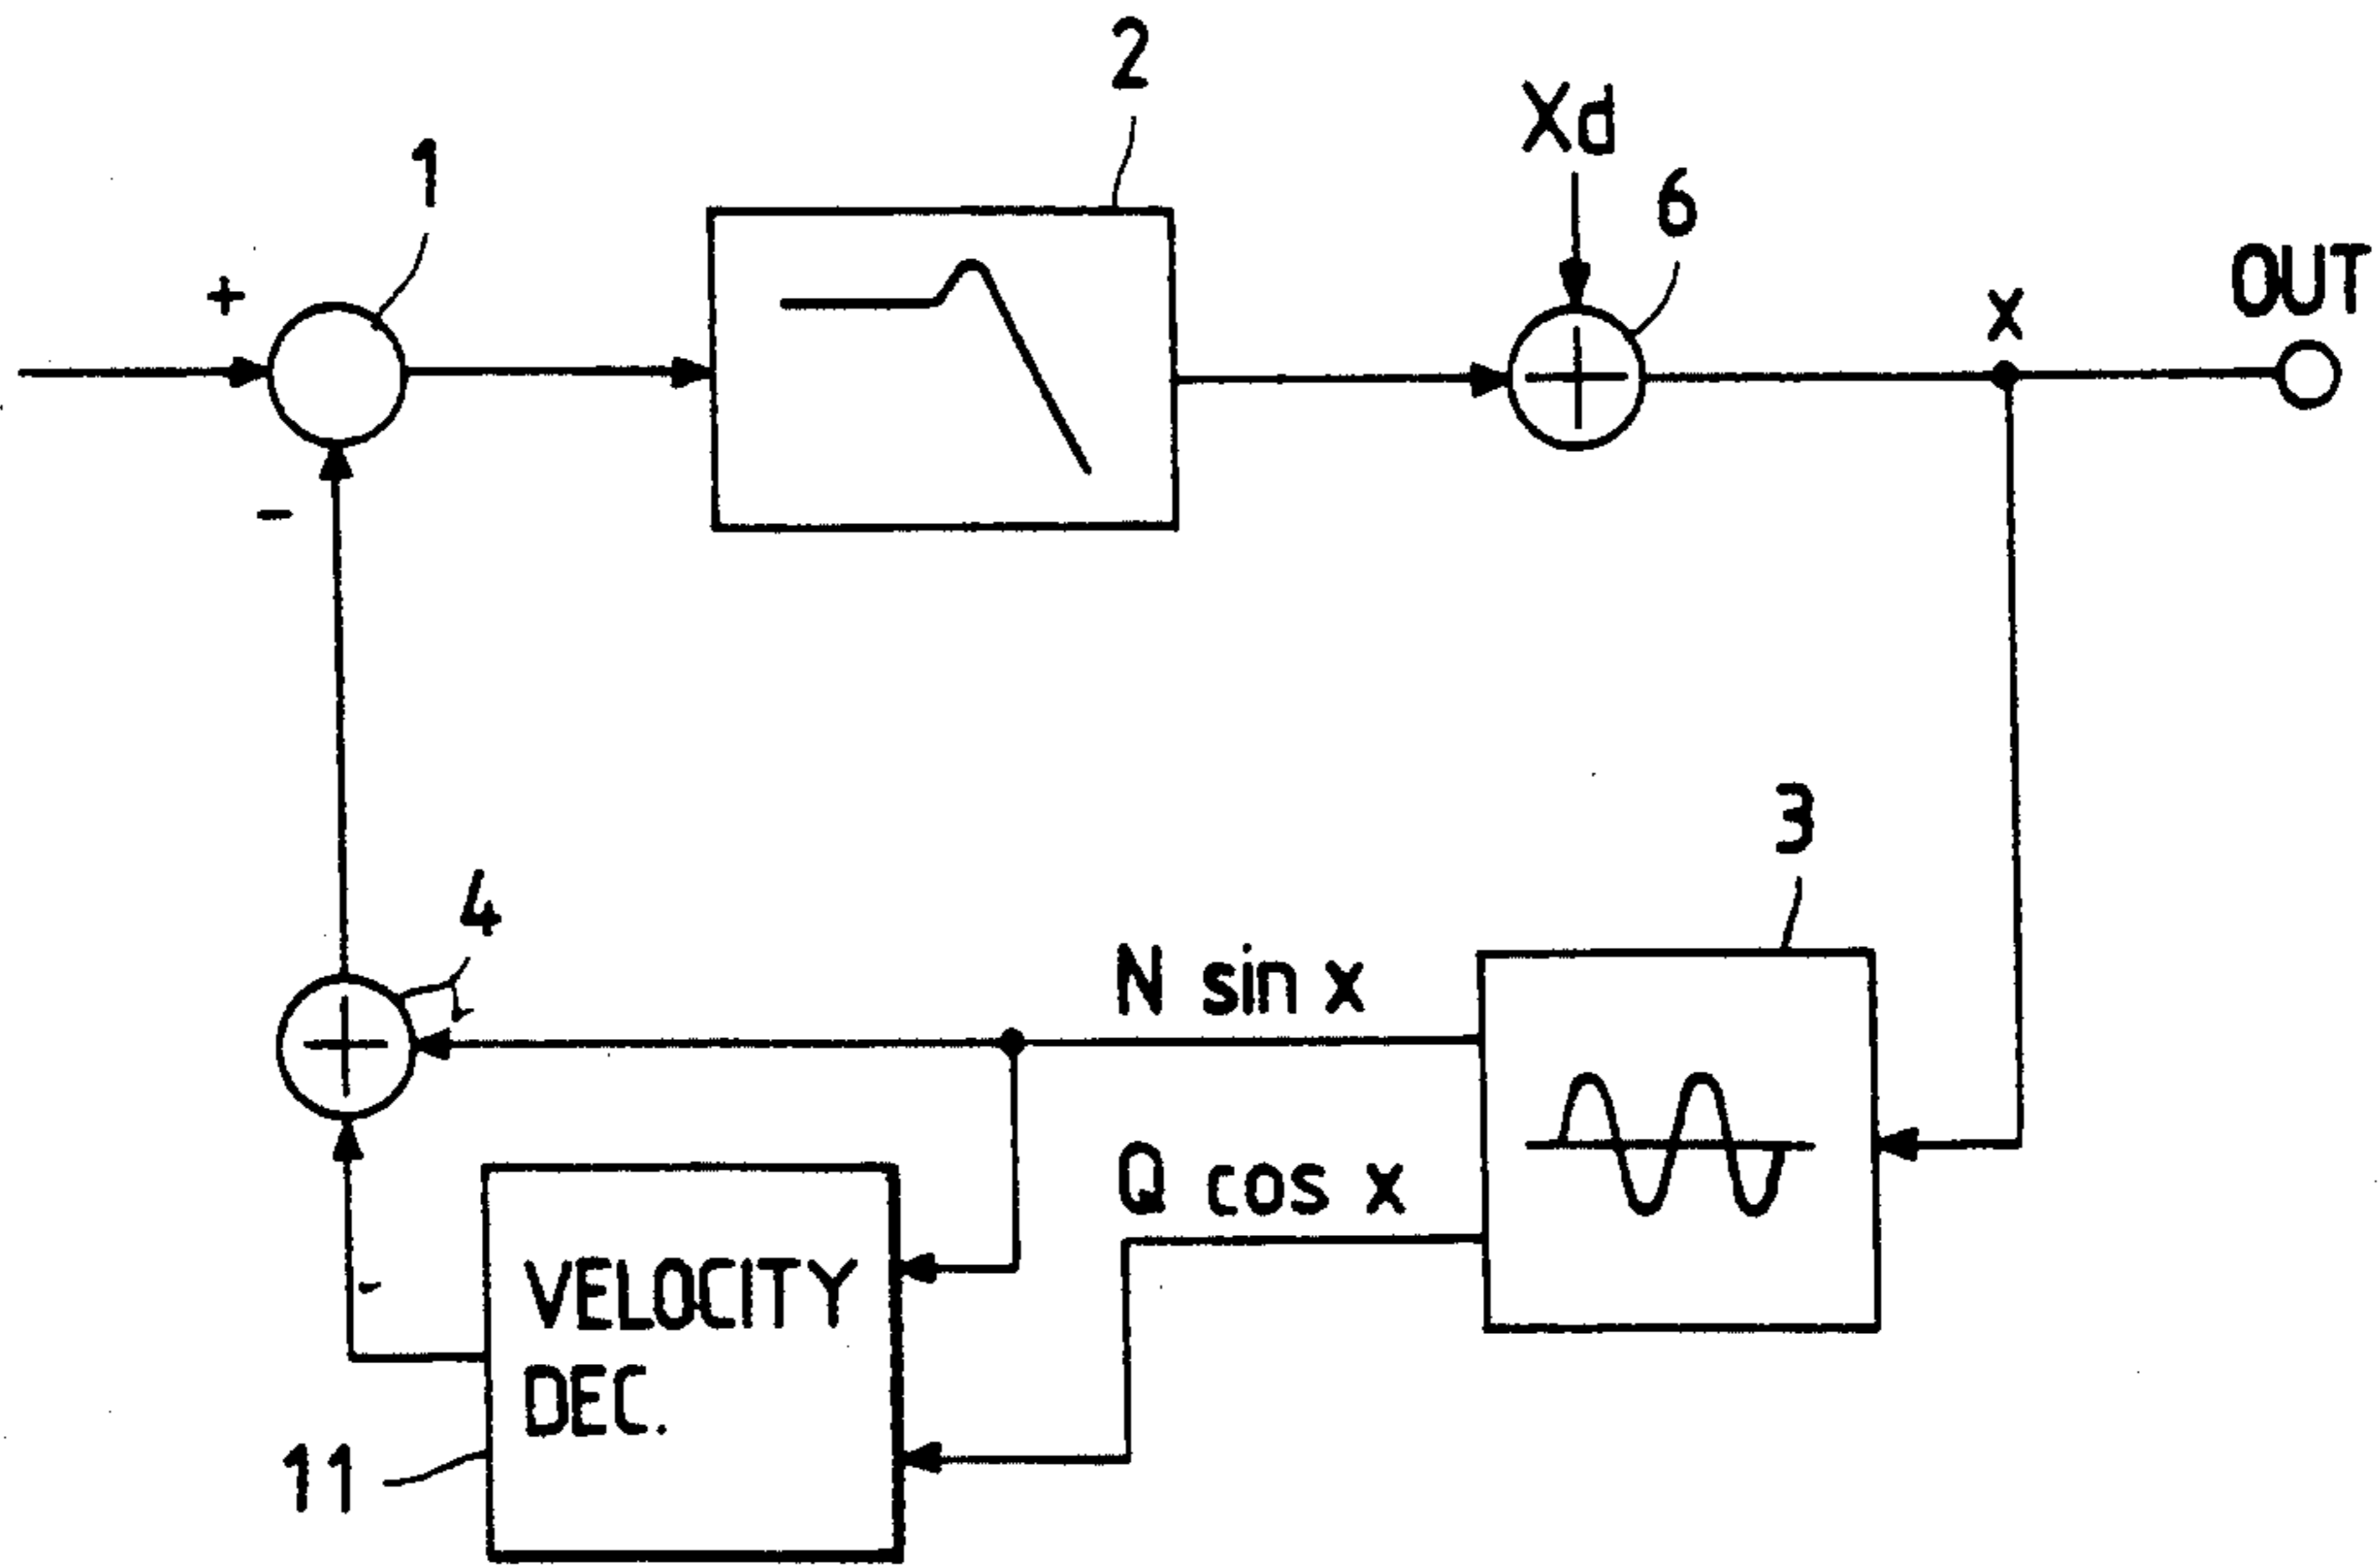 2
Xd
1
6
+
OUT
x
-
3
4
N sin x
Q cos x
VELOCITY
DEC.
11